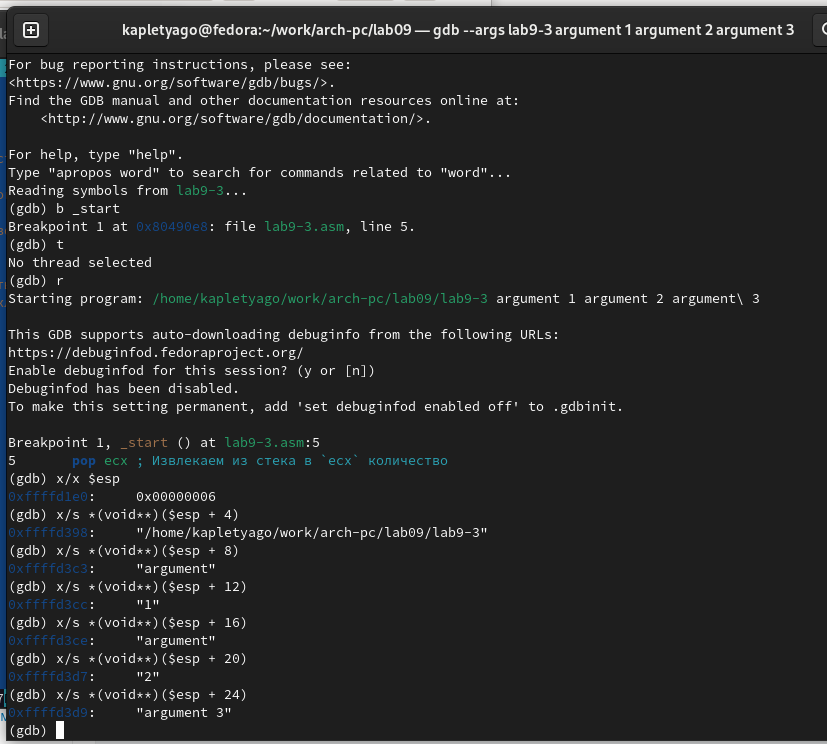 kapletyago@fedora:~/work/arch-pc/lab09 — gdb --args lab9-3 argument 1 argument 2 argument 3
For bug reporting instructions, please see:
<https://www.gnu.org/software/gdb/bugs/>.
Find the GDB manual and other documentation resources online at:
    <http://www.gnu.org/software/gdb/documentation/>.

For help, type "help".
Type "apropos word" to search for commands related to "word"...
Reading symbols from lab9-3...
(gdb) b _start
Breakpoint 1 at 0x80490e8: file lab9-3.asm, line 5.
(gdb) t
No thread selected
(gdb) r
Starting program: /home/kapletyago/work/arch-pc/lab09/lab9-3 argument 1 argument 2 argument\ 3

This GDB supports auto-downloading debuginfo from the following URLs:
https://debuginfod.fedoraproject.org/
Enable debuginfod for this session? (y or [n])
Debuginfod has been disabled.
To make this setting permanent, add 'set debuginfod enabled off' to .gdbinit.

Breakpoint 1, _start () at lab9-3.asm:5
5       pop ecx ; Извлекаем из стека в `ecx` количество
(gdb) x/x $esp
0xffffd1e0:     0x00000006
(gdb) x/s *(void**)($esp + 4)
0xffffd398:     "/home/kapletyago/work/arch-pc/lab09/lab9-3"
(gdb) x/s *(void**)($esp + 8)
0xffffd3c3:     "argument"
(gdb) x/s *(void**)($esp + 12)
0xffffd3cc:     "1"
(gdb) x/s *(void**)($esp + 16)
0xffffd3ce:     "argument"
(gdb) x/s *(void**)($esp + 20)
0xffffd3d7:     "2"
(gdb) x/s *(void**)($esp + 24)
0xffffd3d9:     "argument 3"
(gdb)